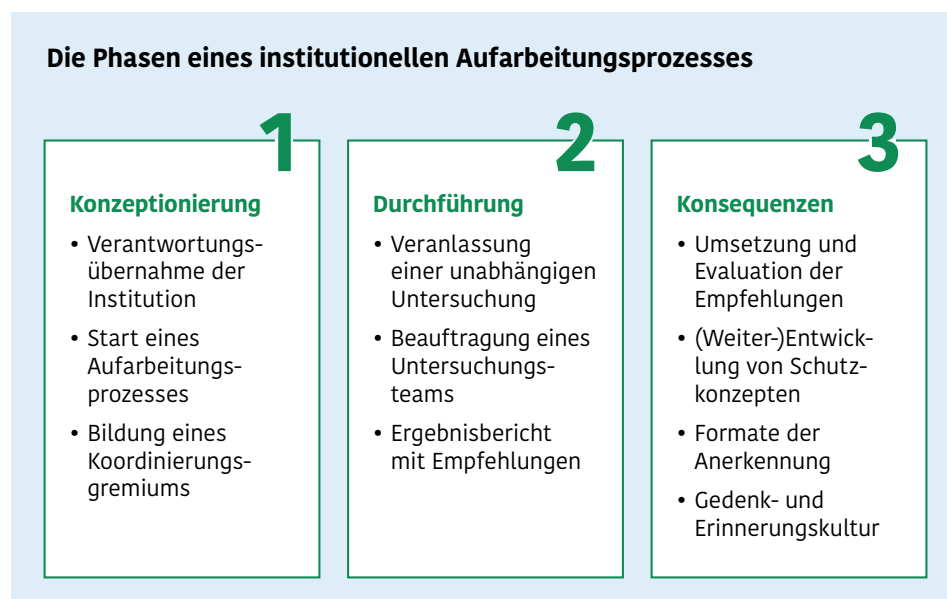 Die Phasen eines institutionellen Aufarbeitungsprozesses
1
Konzeptionierung
• Verantwortungs-
übernahme der
Institution
• Start eines
Aufarbeitungs-
prozesses
• Bildung eines
Koordinierungs-
gremiums
2
Durchführung
• Veranlassung
einer unabhängigen
Untersuchung
• Beauftragung eines
Untersuchungs-
teams
• Ergebnisbericht
mit Empfehlungen
3
Konsequenzen
• Umsetzung und
Evaluation der
Empfehlungen
• (Weiter-)Entwick-
lung von Schutz-
konzepten
• Formate der
Anerkennung
• Gedenk- und
Erinnerungskultur